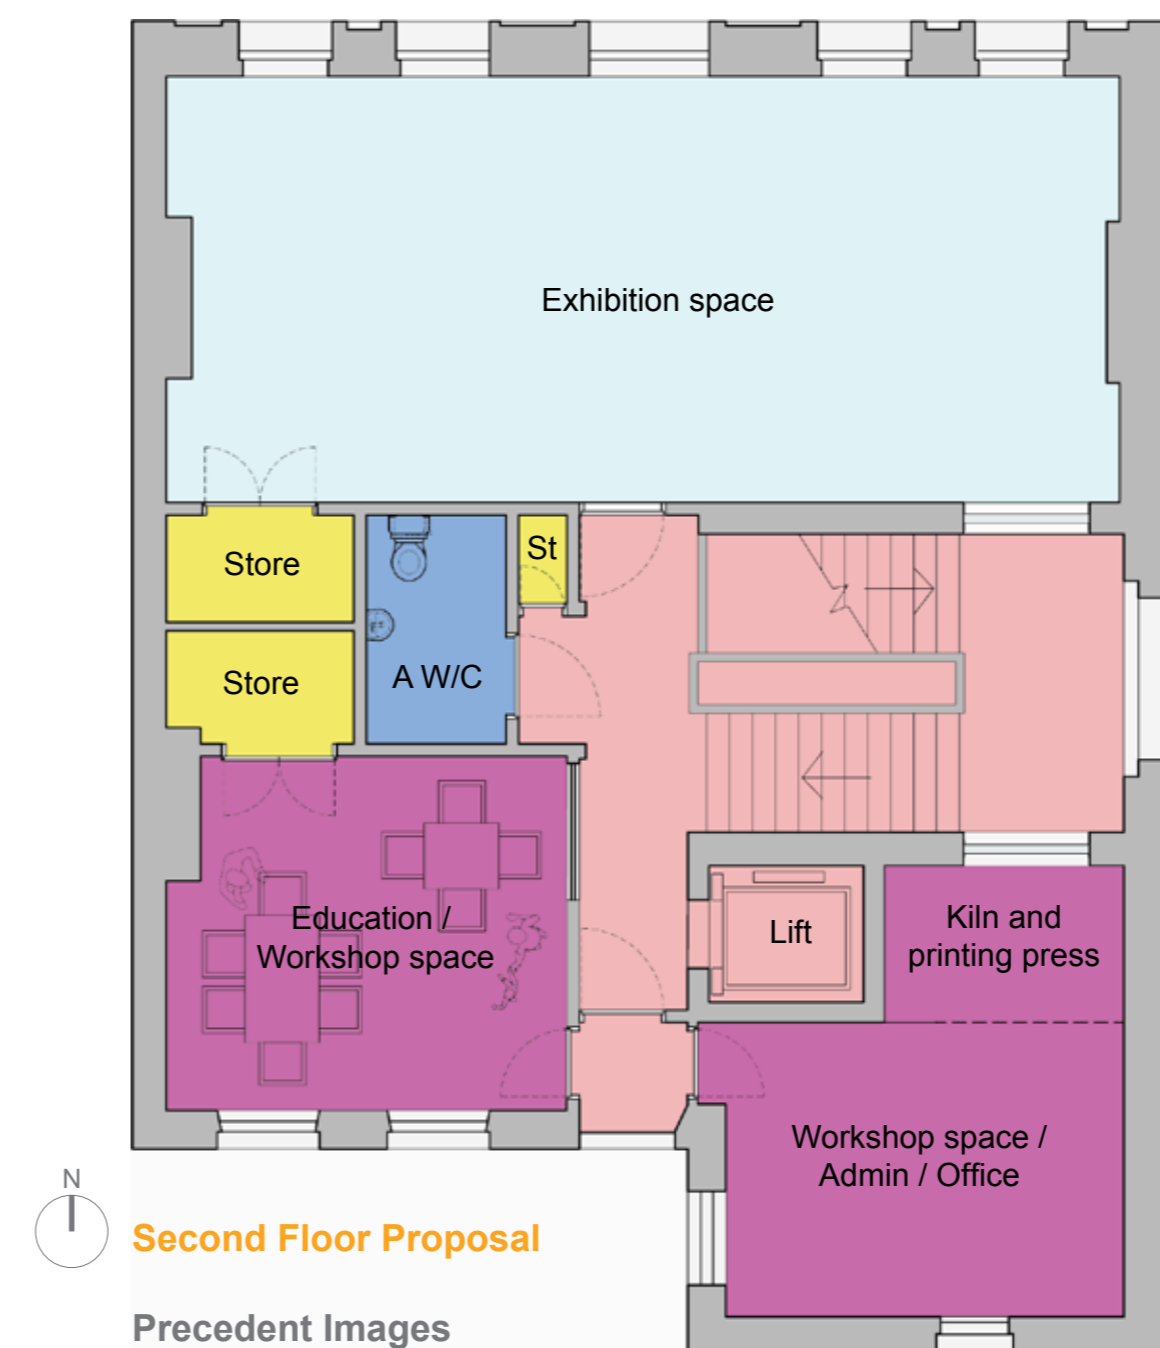 Exhibition space
Store
St
Store
A W/C
Education /
Workshop space
Lift
Kiln and
printing press
Workshop space /
Admin / Office
N
Second Floor Proposal
Precedent Images